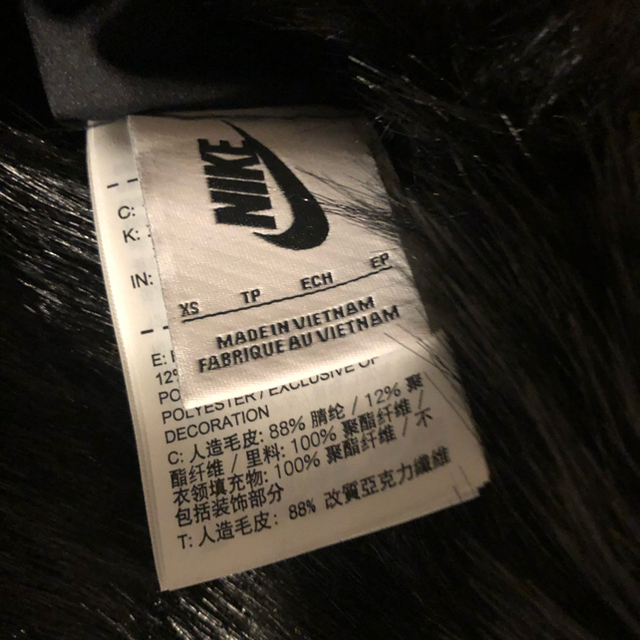 NIKE
XS TP ECH EP
MADE IN VIETNAM
FABRIQUE AU VIETNAM
C:
K:
IN:
E:
12%
PO
POLYESTER / EXCLUSIVE OF
DECORATION
C: 人造毛皮: 88% 腈纶 / 12% 聚
酯纤维 / 里料: 100% 聚酯纤维 /
衣领填充物: 100% 聚酯纤维 / 不
包括装饰部分
T: 人造毛皮: 88% 改質亞克力纖維